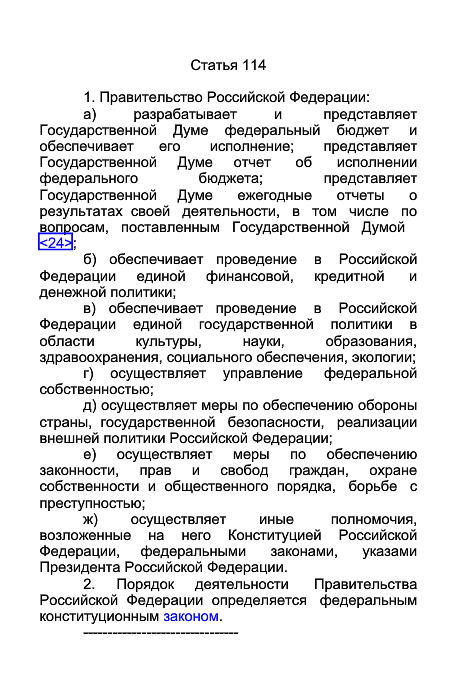 Статья 114
1. Правительство Российской Федерации:
а) разрабатывает и представляет
Государственной Думе федеральный бюджет и
обеспечивает его исполнение; представляет
Государственной Думе отчет об исполнении
федерального бюджета; представляет
Государственной Думе ежегодные отчеты о
результатах своей деятельности, в том числе по
вопросам, поставленным Государственной Думой
<24>;
б) обеспечивает проведение в Российской
Федерации единой финансовой, кредитной и
денежной политики;
в) обеспечивает проведение в Российской
Федерации единой государственной политики в
области культуры, науки, образования,
здравоохранения, социального обеспечения, экологии;
г) осуществляет управление федеральной
собственностью;
д) осуществляет меры по обеспечению обороны
страны, государственной безопасности, реализации
внешней политики Российской Федерации;
е) осуществляет меры по обеспечению
законности, прав и свобод граждан, охране
собственности и общественного порядка, борьбе с
преступностью;
ж) осуществляет иные полномочия,
возложенные на него Конституцией Российской
Федерации, федеральными законами, указами
Президента Российской Федерации.
2. Порядок деятельности Правительства
Российской Федерации определяется федеральным
конституционным законом.
--------------------------------